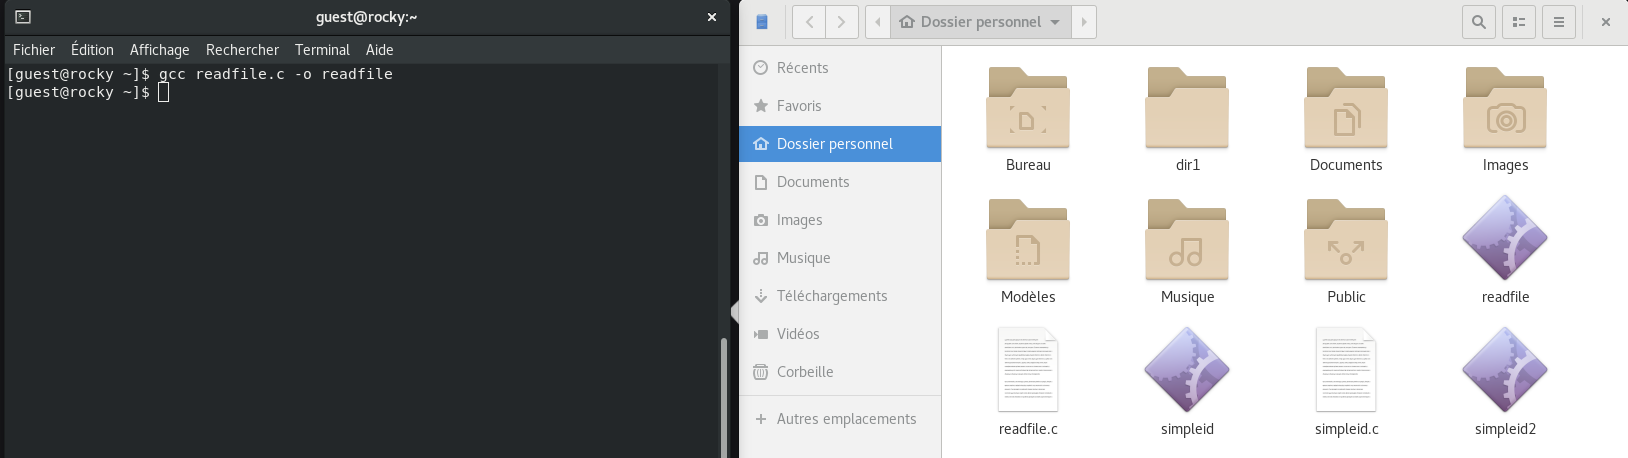 guest@rocky:~
Fichier Édition Affichage Rechercher Terminal Aide
[guest@rocky ~]$ gcc readfile.c -o readfile
[guest@rocky ~]$
Dossier personnel
Récents
Favoris
Dossier personnel
Documents
Images
Musique
Téléchargements
Vidéos
Corbeille
Autres emplacements
Bureau dir1 Documents Images
Modèles Musique Public readfile
readfile.c simpleid simpleid.c simpleid2